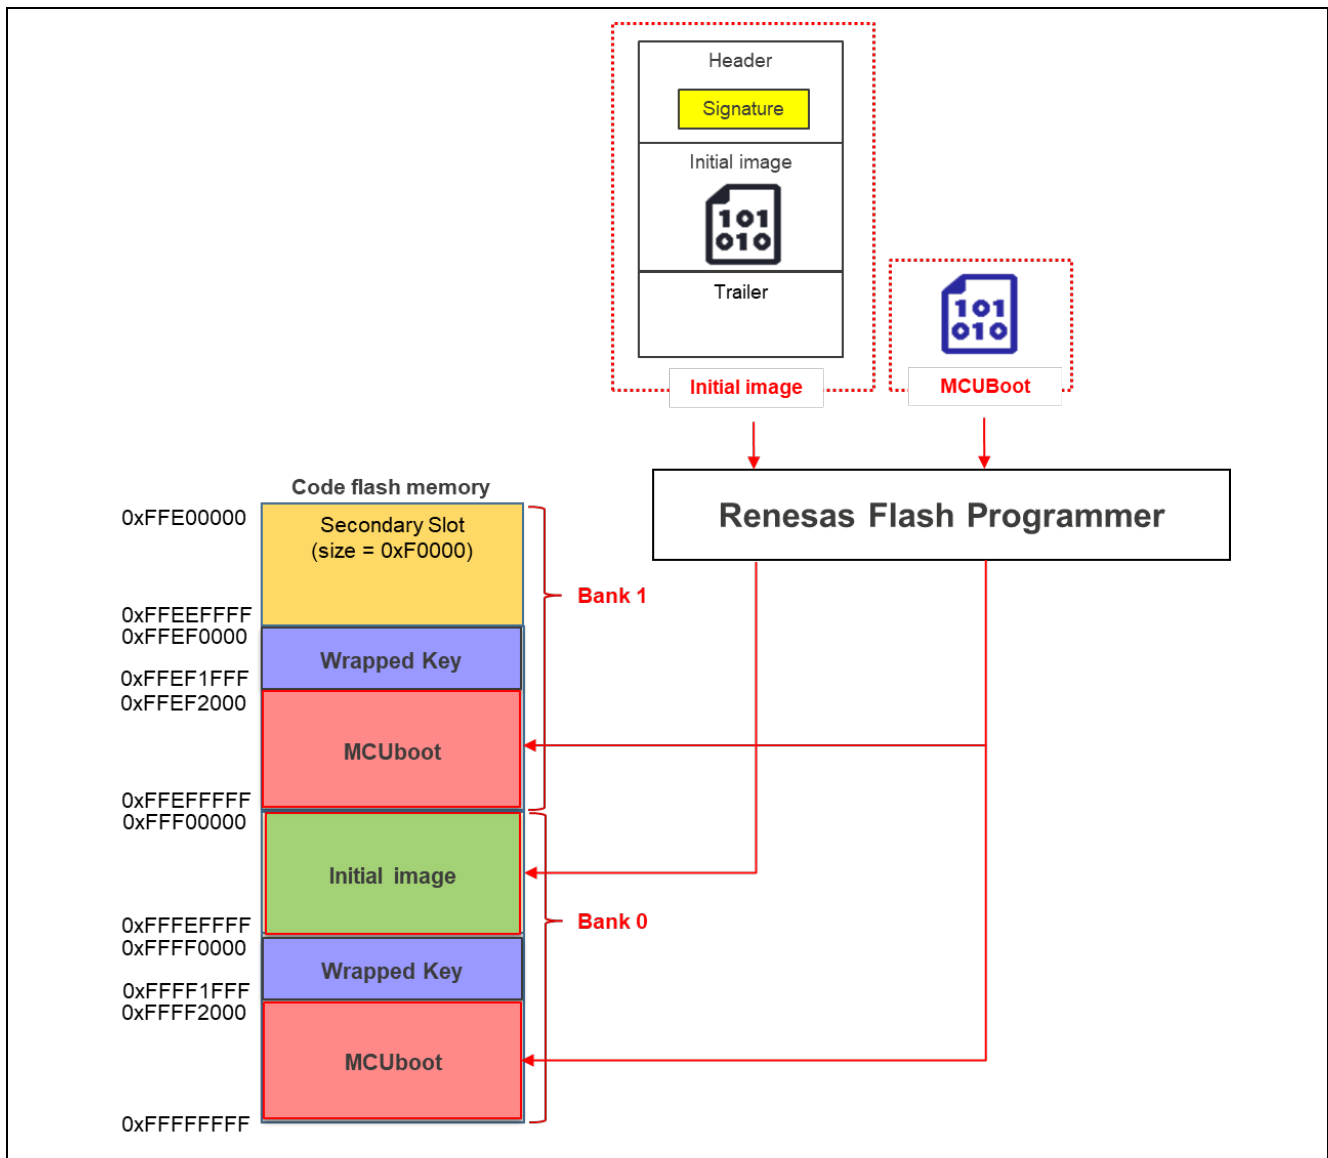 Header
Signature
Initial image
101
010
Trailer
Initial image
101
010
MCUBoot
Renesas Flash Programmer
Code flash memory
0xFFE00000
Secondary Slot
(size = 0xF0000)
Bank 1
0xFFEEFFFF
0xFFEF0000
Wrapped Key
0xFFEF1FFF
0xFFEF2000
MCUboot
0xFFEFFFFF
0xFFF00000
Initial image
Bank 0
0xFFFEFFFF
0xFFFF0000
Wrapped Key
0xFFFF1FFF
0xFFFF2000
MCUboot
0xFFFFFFFF